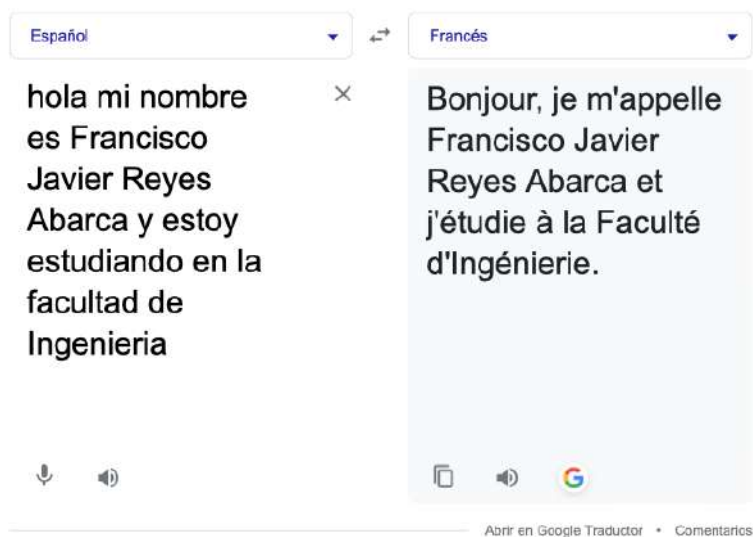 Español
Francés
hola mi nombre
es Francisco
Javier Reyes
Abarca y estoy
estudiando en la
facultad de
Ingenieria
Bonjour, je m'appelle
Francisco Javier
Reyes Abarca et
j'étudie à la Faculté
d'Ingénierie.
Abrir en Google Traductor • Comentarios